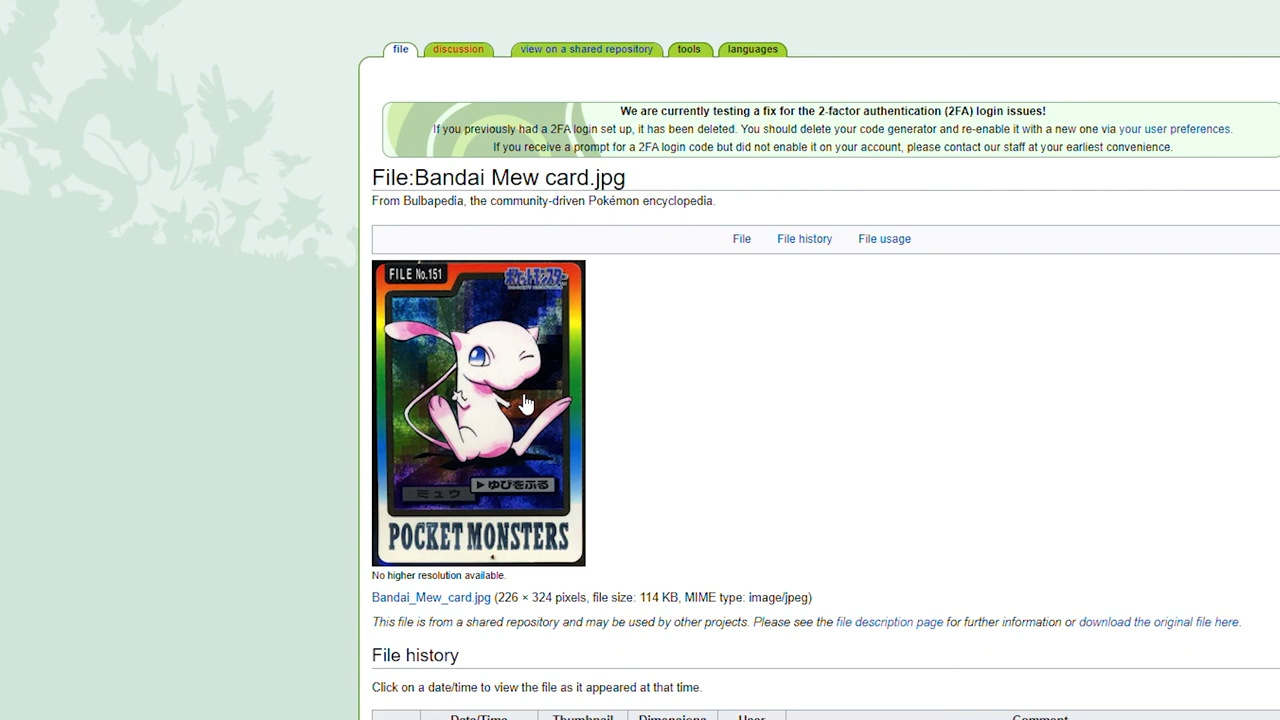 file discussion view on a shared repository tools languages
We are currently testing a fix for the 2-factor authentication (2FA) login issues!
If you previously had a 2FA login set up, it has been deleted. You should delete your code generator and re-enable it with a new one via your user preferences.
If you receive a prompt for a 2FA login code but did not enable it on your account, please contact our staff at your earliest convenience.
File:Bandai Mew card.jpg
From Bulbapedia, the community-driven Pokémon encyclopedia.
File File history File usage
FILE No.151
ポケットモンスター
ミュウ
▶ゆびをふる
POCKET MONSTERS
No higher resolution available.
Bandai_Mew_card.jpg (226 × 324 pixels, file size: 114 KB, MIME type: image/jpeg)
This file is from a shared repository and may be used by other projects. Please see the file description page for further information or download the original file here.
File history
Click on a date/time to view the file as it appeared at that time.
Date/Time Thumbnail Dimensions User Comment